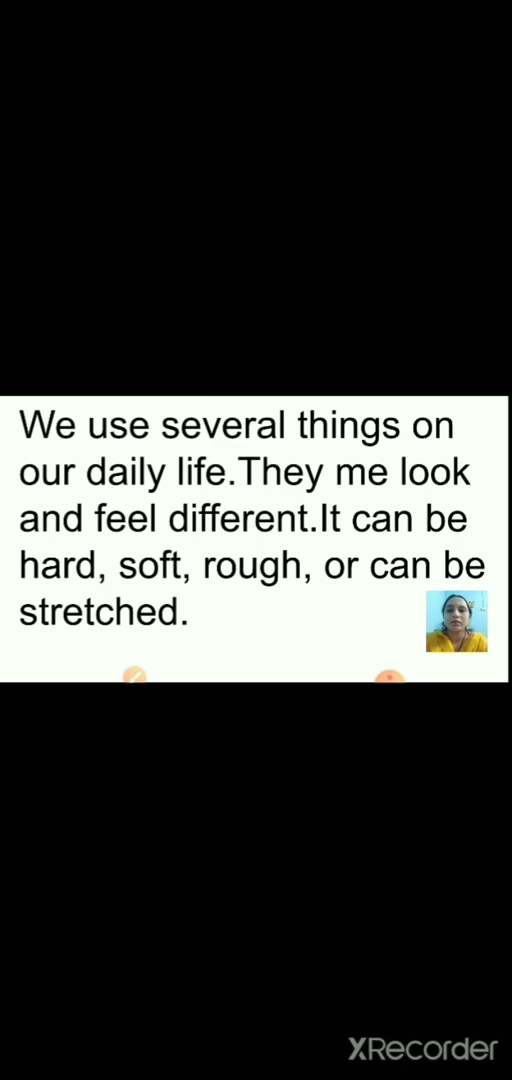 We use several things on
our daily life.They me look
and feel different.It can be
hard, soft, rough, or can be
stretched.
XRecorder